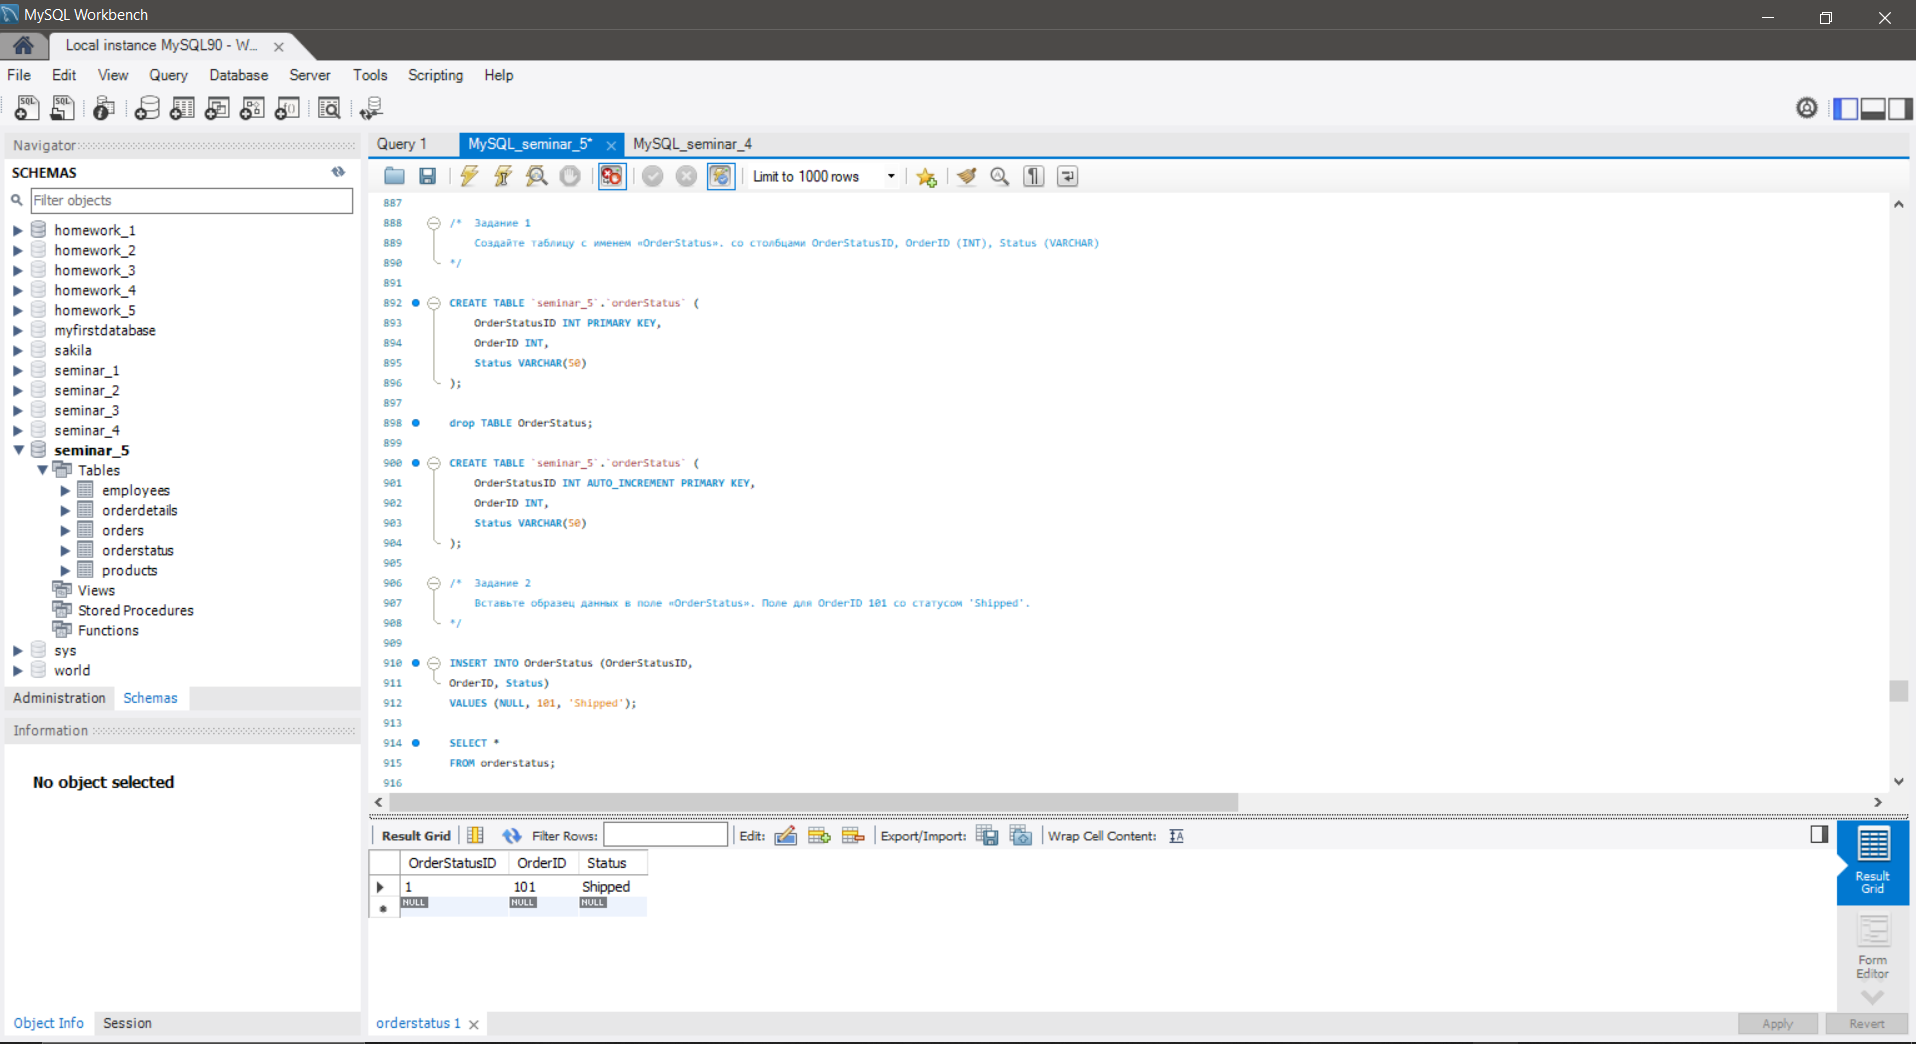 MySQL Workbench
Local instance MySQL90 - W...
File Edit View Query Database Server Tools Scripting Help
Navigator
SCHEMAS
Filter objects
homework_1
homework_2
homework_3
homework_4
homework_5
myfirstdatabase
sakila
seminar_1
seminar_2
seminar_3
seminar_4
seminar_5
Tables
employees
orderdetails
orders
orderstatus
products
Views
Stored Procedures
Functions
sys
world
Administration Schemas
Information
No object selected
Object Info Session
Query 1 MySQL_seminar_5* MySQL_seminar_4
Limit to 1000 rows
887
888 /* Задание 1
889 Создайте таблицу с именем «OrderStatus». со столбцами OrderStatusID, OrderID (INT), Status (VARCHAR)
890 */
891
892 CREATE TABLE `seminar_5`.`orderStatus` (
893 OrderStatusID INT PRIMARY KEY,
894 OrderID INT,
895 Status VARCHAR(50)
896 );
897
898 drop TABLE OrderStatus;
899
900 CREATE TABLE `seminar_5`.`orderStatus` (
901 OrderStatusID INT AUTO_INCREMENT PRIMARY KEY,
902 OrderID INT,
903 Status VARCHAR(50)
904 );
905
906 /* Задание 2
907 Вставьте образец данных в поле «OrderStatus». Поле для OrderID 101 со статусом 'Shipped'.
908 */
909
910 INSERT INTO OrderStatus (OrderStatusID,
911 OrderID, Status)
912 VALUES (NULL, 101, 'Shipped');
913
914 SELECT *
915 FROM orderstatus;
916
Result Grid Filter Rows: Edit: Export/Import: Wrap Cell Content:
OrderStatusID OrderID Status
1 101 Shipped
NULL NULL NULL
Result
Grid
Form
Editor
orderstatus 1
Apply Revert